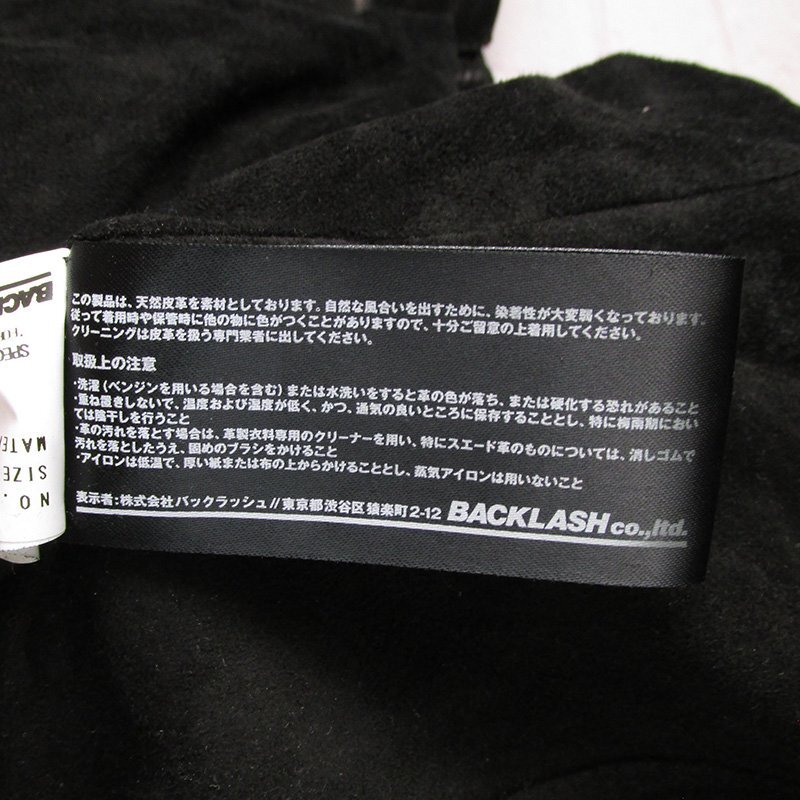 この製品は、天然皮革を素材としております。自然な風合いを出すために、染着性が大変弱くなっております。
従って着用時や保管時に他の物に色がつくことがありますので、十分ご留意の上着用してください。
クリーニングは皮革を扱う専門業者に出してください。
取扱上の注意
・洗濯(ベンジンを用いる場合を含む)または水洗いをすると革の色が落ち、または硬化する恐れがあること
・重ね置きしないで、温度および湿度が低く、かつ、通気の良いところに保存することとし、特に梅雨期におい
ては陰干しを行うこと
・革の汚れを落とす場合は、革製衣料専用のクリーナーを用い、特にスエード革のものについては、消しゴムで
汚れを落としたうえ、固めのブラシをかけること
・アイロンは低温で、厚い紙または布の上からかけることとし、蒸気アイロンは用いないこと
表示者:株式会社バックラッシュ//東京都渋谷区猿楽町2-12 BACKLASH co.,ltd.
BACK
SPEC
MATE
SIZE
NO.